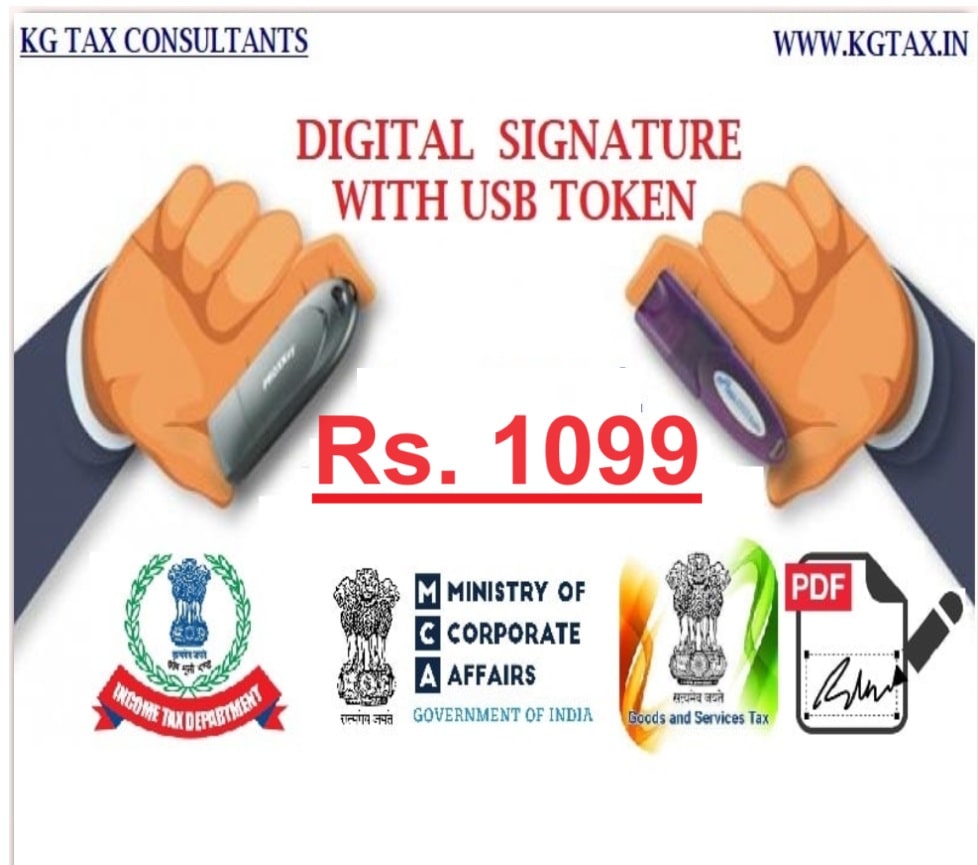 KG TAX CONSULTANTS
WWW.KGTAX.IN
DIGITAL SIGNATURE
WITH USB TOKEN
PROXKEY
Rs. 1099
INCOME TAX DEPARTMENT
M MINISTRY OF
C CORPORATE
A AFFAIRS
GOVERNMENT OF INDIA
सत्यमेव जयते
Goods and Services Tax
PDF